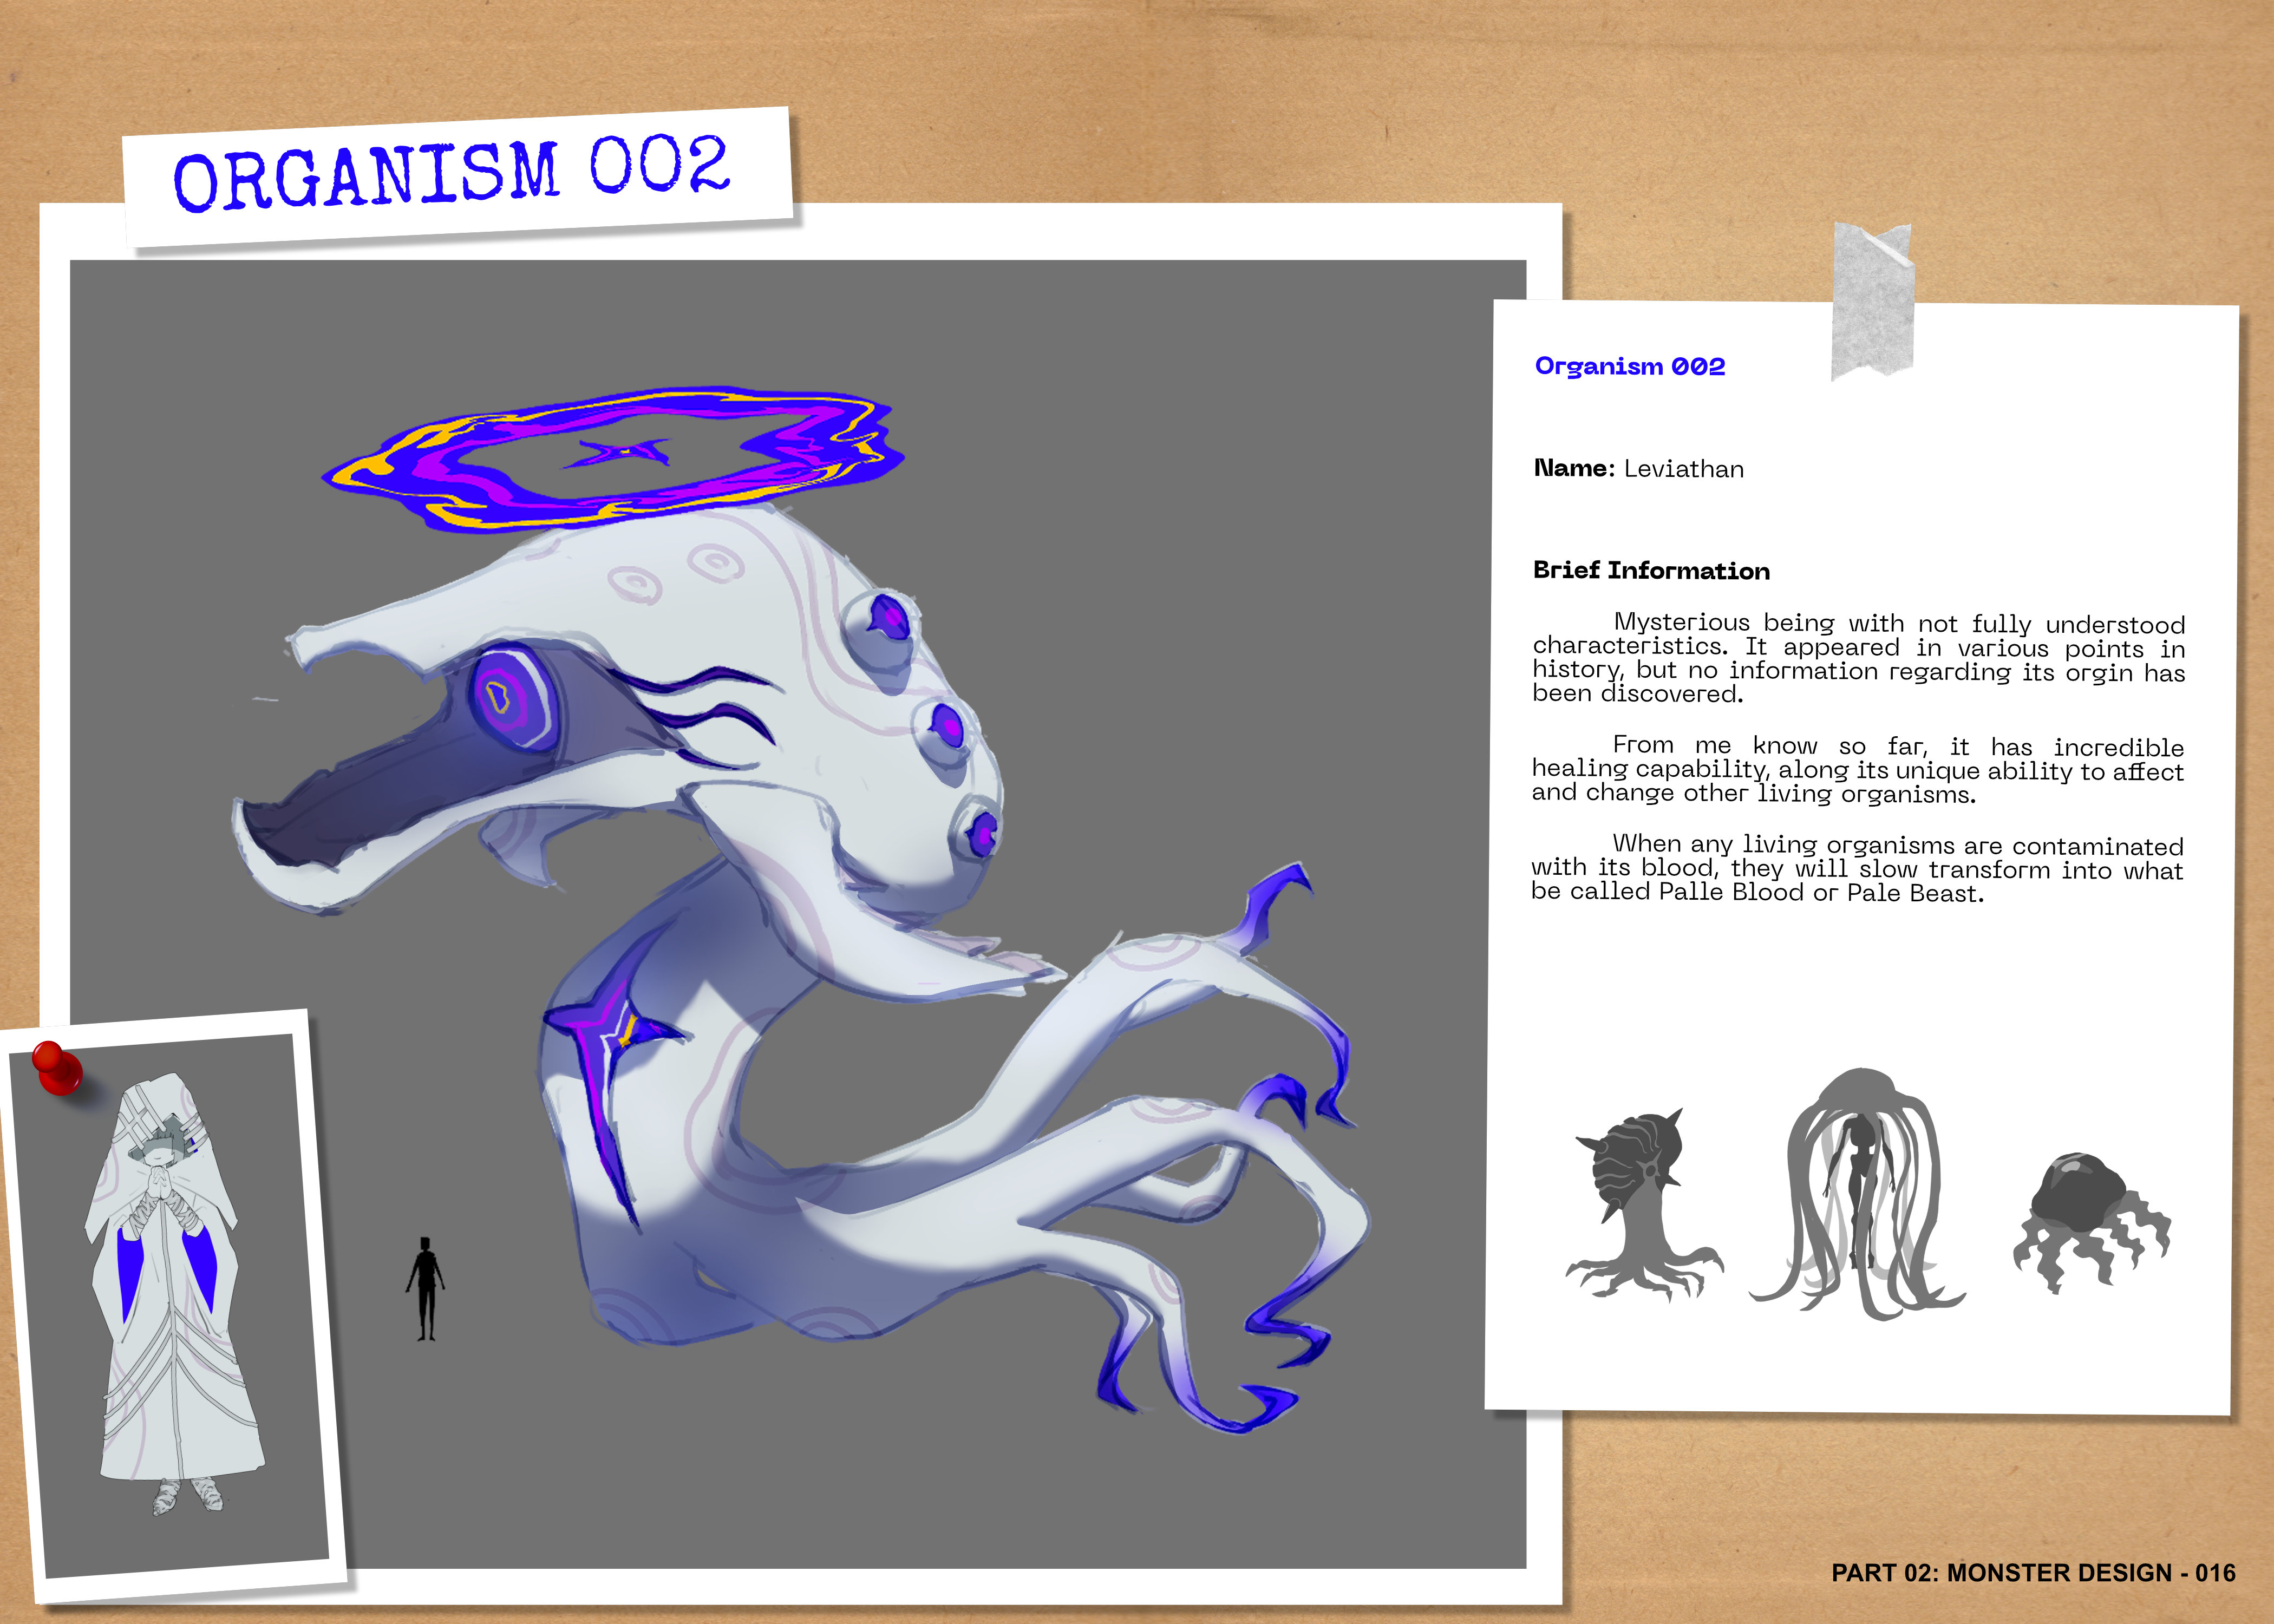 ORGANISM 002
Organism 002
Name: Leviathan
Brief Information
Mysterious being with not fully understood
characteristics. It appeared in various points in
history, but no information regarding its orgin has
been discovered.
From me know so far, it has incredible
healing capability, along its unique ability to affect
and change other living organisms.
When any living organisms are contaminated
with its blood, they will slow transform into what
be called Palle Blood or Pale Beast.
PART 02: MONSTER DESIGN - 016